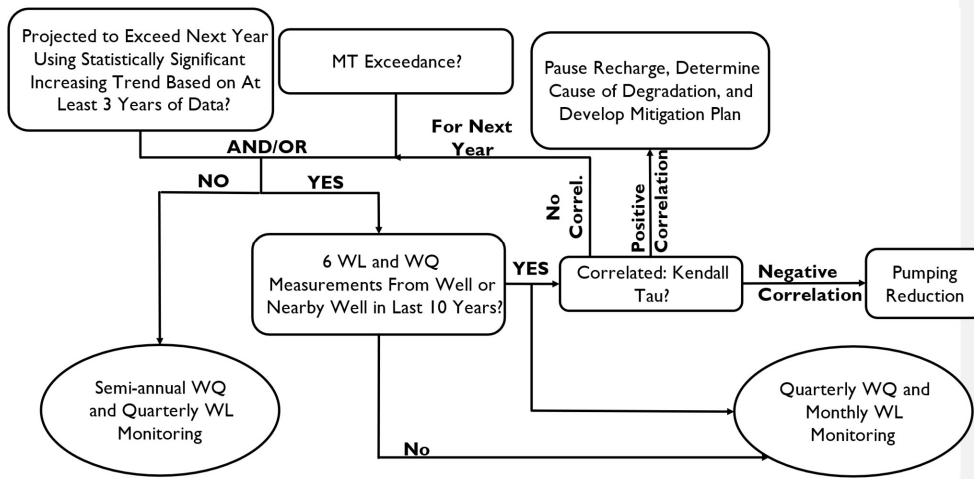 Projected to Exceed Next Year
Using Statistically Significant
Increasing Trend Based on At
Least 3 Years of Data?
MT Exceedance?
Pause Recharge, Determine
Cause of Degradation, and
Develop Mitigation Plan
For Next
Year
AND/OR
NO
YES
No
Correl.
Positive
Correlation
6 WL and WQ
Measurements From Well or
Nearby Well in Last 10 Years?
YES
Correlated: Kendall
Tau?
Negative
Correlation
Pumping
Reduction
Semi-annual WQ
and Quarterly WL
Monitoring
Quarterly WQ and
Monthly WL
Monitoring
No